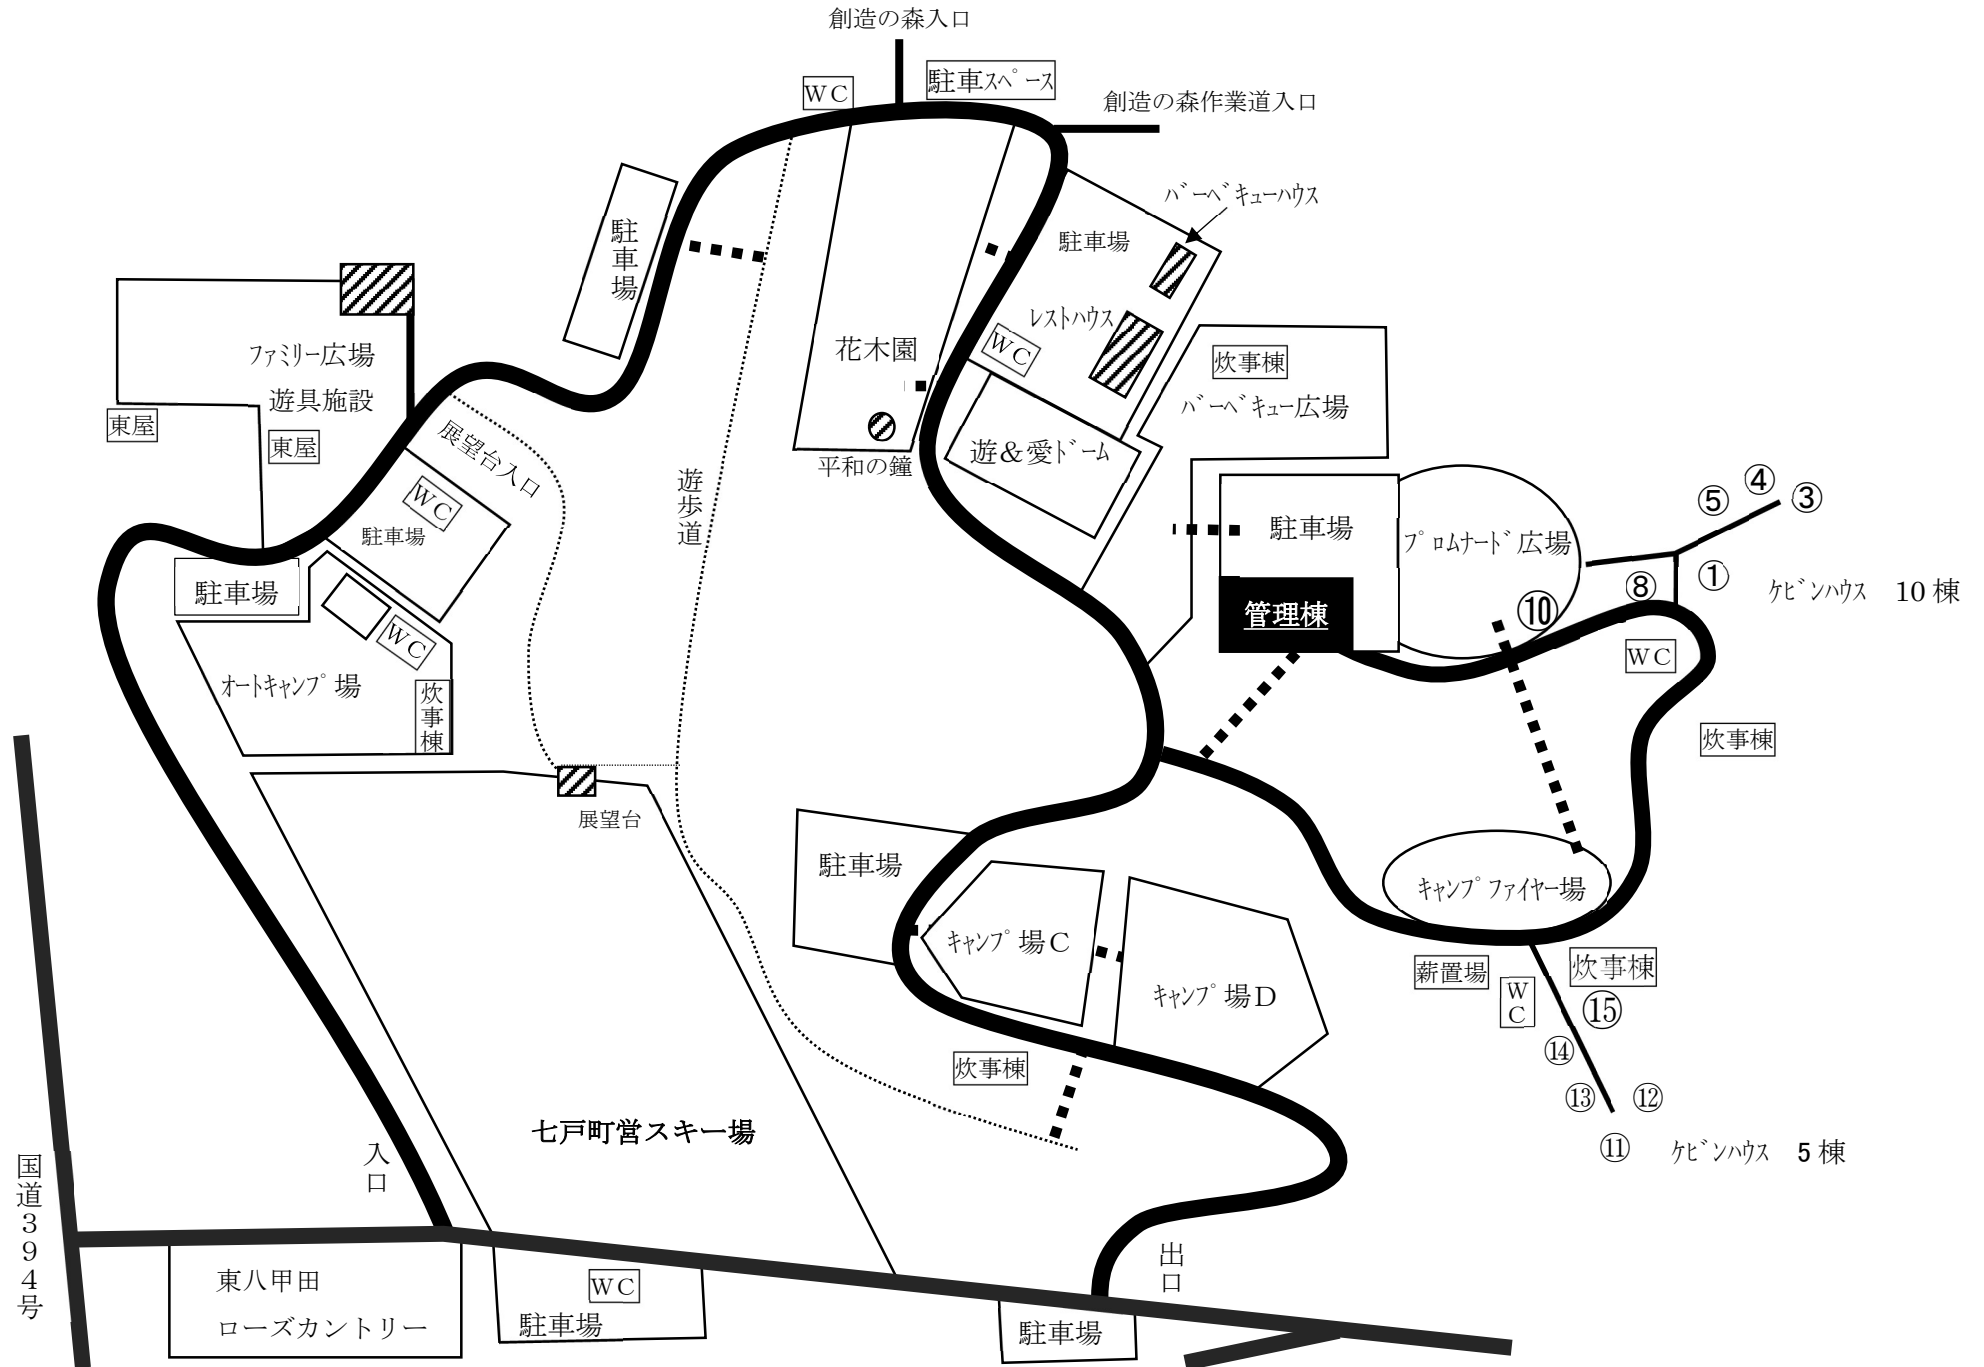 創造の森入口
WC
駐車スペース
創造の森作業道入口
バーベキューハウス
駐車場
駐車場
レストハウス
WC
花木園
平和の鐘
ファミリー広場
遊具施設
東屋
東屋
展望台入口
WC
駐車場
遊歩道
遊&愛ドーム
炊事棟
バーベキュー広場
駐車場
プロムナード広場
管理棟
⑤
④
③
①
⑧
⑩
ケビンハウス 10棟
WC
炊事棟
駐車場
WC
オートキャンプ場
炊事棟
展望台
駐車場
キャンプ場C
キャンプ場D
炊事棟
キャンプファイヤー場
薪置場
WC
炊事棟
⑮
⑭
⑬
⑫
⑪
ケビンハウス 5棟
七戸町営スキー場
入口
出口
国道394号
東八甲田
ローズカントリー
WC
駐車場
駐車場